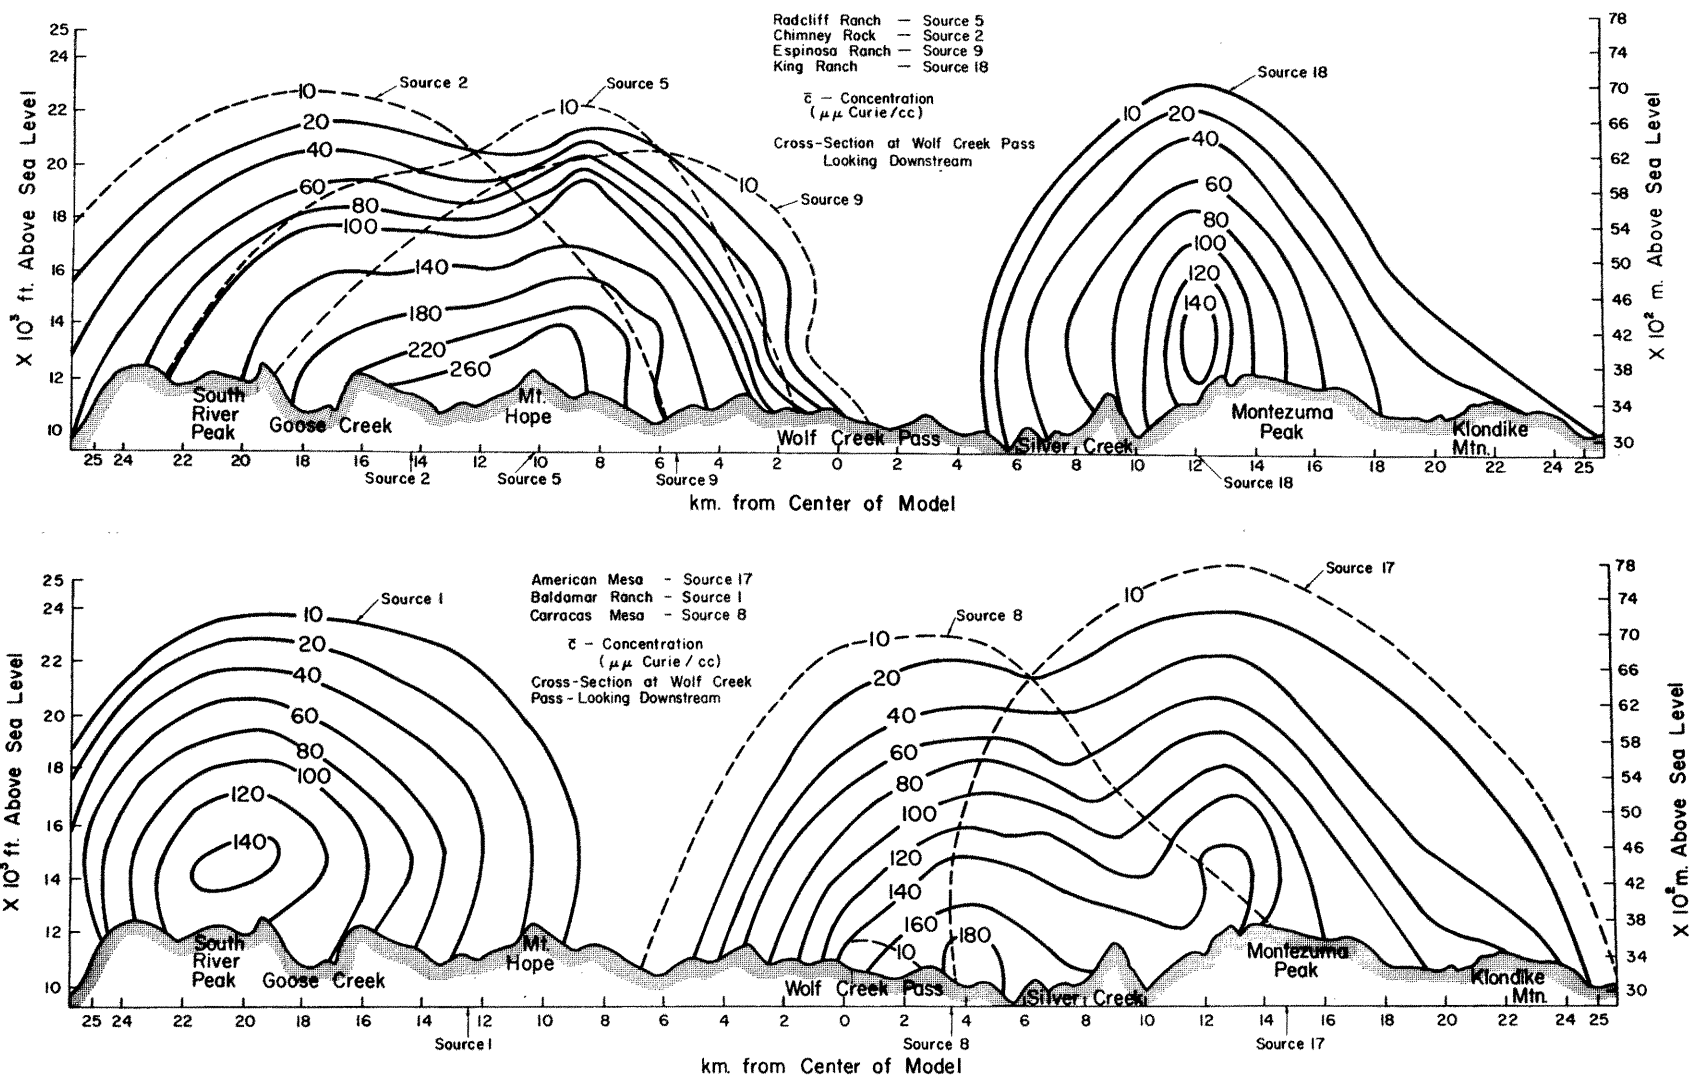 Radcliff Ranch — Source 5
Chimney Rock — Source 2
Espinosa Ranch — Source 9
King Ranch — Source 18
c̄ — Concentration
(μμ Curie/cc)
Cross-Section at Wolf Creek Pass
Looking Downstream
X 10³ ft. Above Sea Level
25
24
22
20
18
16
14
12
10
X 10² m. Above Sea Level
78
74
70
66
62
58
54
50
46
42
38
34
30
Source 2
Source 5
Source 9
Source 18
10
20
40
60
80
100
140
180
220
260
10
10
10
20
40
60
80
100
120
140
South
River
Peak
Goose Creek
Mt.
Hope
Wolf Creek Pass
Silver Creek
Montezuma
Peak
Klondike
Mtn.
25 24 22 20 18 16 14 12 10 8 6 4 2 0 2 4 6 8 10 12 14 16 18 20 22 24 25
Source 2 Source 5 Source 9 Source 18
km. from Center of Model
American Mesa - Source 17
Baldamar Ranch - Source 1
Carracas Mesa - Source 8
c̄ - Concentration
(μμ Curie / cc)
Cross-Section at Wolf Creek
Pass - Looking Downstream
X 10³ ft. Above Sea Level
25
24
22
20
18
16
14
12
10
X 10² m. Above Sea Level
78
74
70
66
62
58
54
50
46
42
38
34
30
Source 1
Source 8
Source 17
10
20
40
60
80
100
120
140
10
20
40
60
80
100
120
140
160
180
10
10
South
River
Peak
Goose Creek
Mt.
Hope
Wolf Creek Pass
Silver Creek
Montezuma
Peak
Klondike
Mtn.
25 24 22 20 18 16 14 12 10 8 6 4 2 0 2 4 6 8 10 12 14 16 18 20 22 24 25
Source 1 Source 8 Source 17
km. from Center of Model